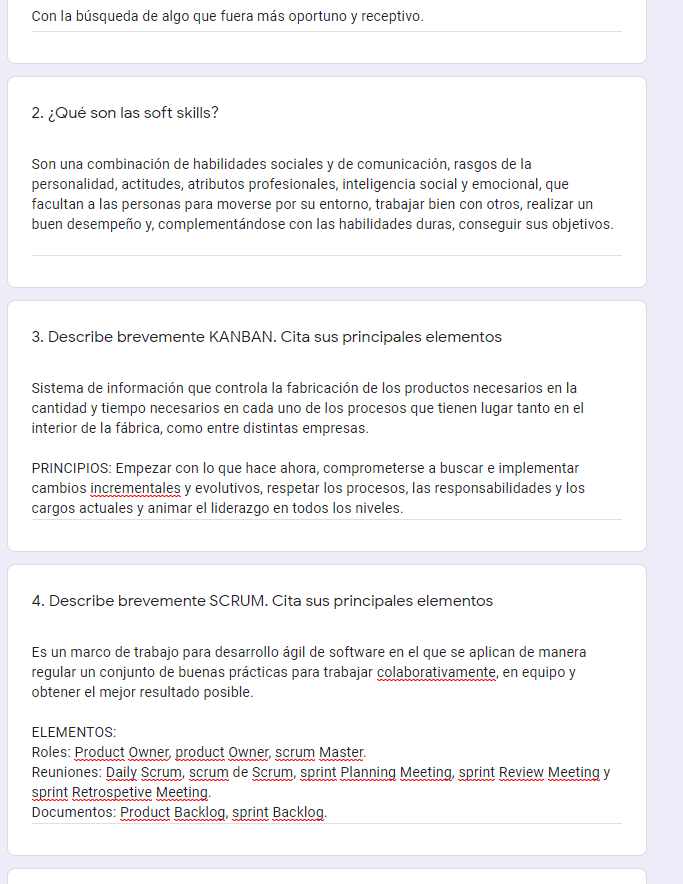 Con la búsqueda de algo que fuera más oportuno y receptivo.
2. ¿Qué son las soft skills?
Son una combinación de habilidades sociales y de comunicación, rasgos de la
personalidad, actitudes, atributos profesionales, inteligencia social y emocional, que
facultan a las personas para moverse por su entorno, trabajar bien con otros, realizar un
buen desempeño y, complementándose con las habilidades duras, conseguir sus objetivos.
3. Describe brevemente KANBAN. Cita sus principales elementos
Sistema de información que controla la fabricación de los productos necesarios en la
cantidad y tiempo necesarios en cada uno de los procesos que tienen lugar tanto en el
interior de la fábrica, como entre distintas empresas.
PRINCIPIOS: Empezar con lo que hace ahora, comprometerse a buscar e implementar
cambios incrementales y evolutivos, respetar los procesos, las responsabilidades y los
cargos actuales y animar el liderazgo en todos los niveles.
4. Describe brevemente SCRUM. Cita sus principales elementos
Es un marco de trabajo para desarrollo ágil de software en el que se aplican de manera
regular un conjunto de buenas prácticas para trabajar colaborativamente, en equipo y
obtener el mejor resultado posible.
ELEMENTOS:
Roles: Product Owner, product Owner, scrum Master.
Reuniones: Daily Scrum, scrum de Scrum, sprint Planning Meeting, sprint Review Meeting y
sprint Retrospetive Meeting.
Documentos: Product Backlog, sprint Backlog.